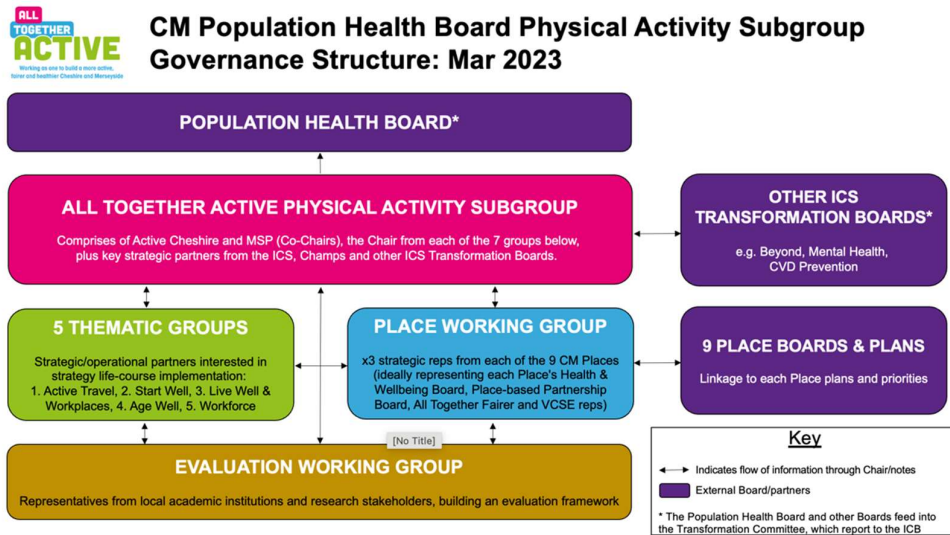 ALL
TOGETHER
ACTIVE
Working as one to build a more active,
fairer and healthier Cheshire and Merseyside
CM Population Health Board Physical Activity Subgroup
Governance Structure: Mar 2023
POPULATION HEALTH BOARD*
ALL TOGETHER ACTIVE PHYSICAL ACTIVITY SUBGROUP
Comprises of Active Cheshire and MSP (Co-Chairs), the Chair from each of the 7 groups below,
plus key strategic partners from the ICS, Champs and other ICS Transformation Boards.
OTHER ICS
TRANSFORMATION BOARDS*
e.g. Beyond, Mental Health,
CVD Prevention
5 THEMATIC GROUPS
Strategic/operational partners interested in
strategy life-course implementation:
1. Active Travel, 2. Start Well, 3. Live Well &
Workplaces, 4. Age Well, 5. Workforce
PLACE WORKING GROUP
x3 strategic reps from each of the 9 CM Places
(ideally representing each Place's Health &
Wellbeing Board, Place-based Partnership
Board, All Together Fairer and VCSE reps)
9 PLACE BOARDS & PLANS
Linkage to each Place plans and priorities
[No Title]
EVALUATION WORKING GROUP
Representatives from local academic institutions and research stakeholders, building an evaluation framework
Key
Indicates flow of information through Chair/notes
External Board/partners
* The Population Health Board and other Boards feed into
the Transformation Committee, which report to the ICB